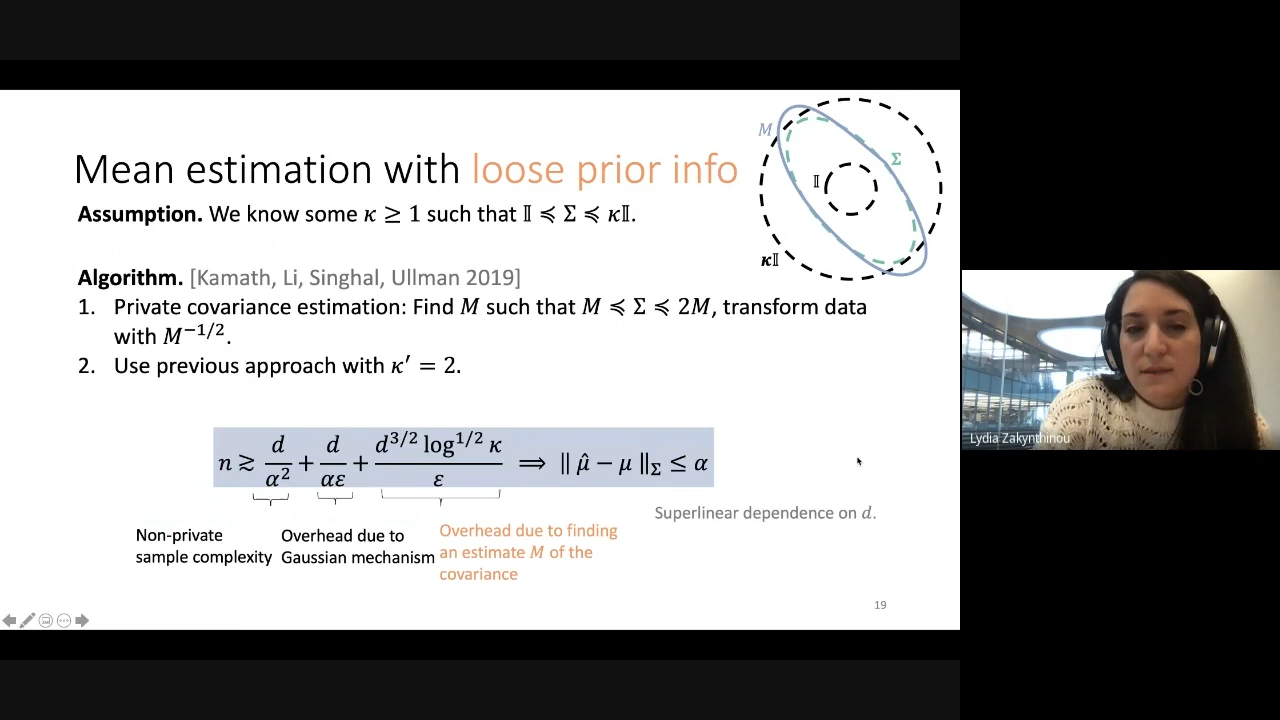 Mean estimation with loose prior info
Assumption. We know some κ ≥ 1 such that 𝕀 ≼ Σ ≼ κ𝕀.
M
Σ
𝕀
κ𝕀
Algorithm. [Kamath, Li, Singhal, Ullman 2019]
1. Private covariance estimation: Find M such that M ≼ Σ ≼ 2M, transform data
with M^{-1/2}.
2. Use previous approach with κ′ = 2.
n ≳ d/α² + d/(αε) + (d^{3/2} log^{1/2} κ)/ε ⟹ ‖ μ̂ − μ ‖_Σ ≤ α
Superlinear dependence on d.
Non-private
sample complexity
Overhead due to
Gaussian mechanism
Overhead due to finding
an estimate M of the
covariance
19
Lydia Zakynthinou